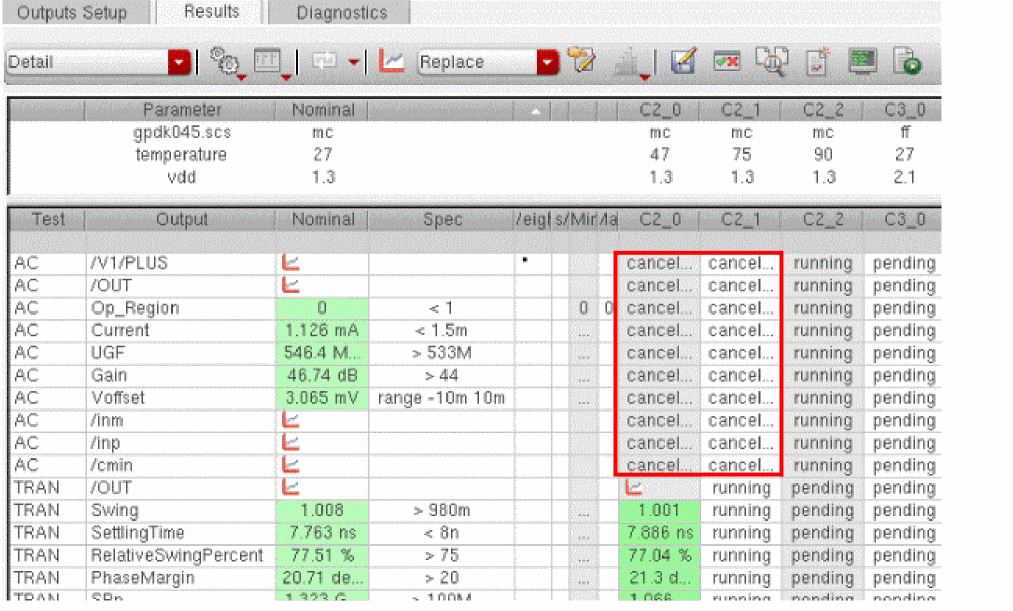 Outputs Setup Results Diagnostics
Detail Replace
Parameter Nominal C2_0 C2_1 C2_2 C3_0
gpdk045.scs mc mc mc mc ff
temperature 27 47 75 90 27
vdd 1.3 1.3 1.3 1.3 2.1
Test Output Nominal Spec C2_0 C2_1 C2_2 C3_0
AC /V1/PLUS cancel... cancel... running pending
AC /OUT cancel... cancel... running pending
AC Op_Region 0 < 1 0 0 cancel... cancel... running pending
AC Current 1.126 mA < 1.5m ... cancel... cancel... running pending
AC UGF 546.4 M... > 533M ... cancel... cancel... running pending
AC Gain 46.74 dB > 44 ... cancel... cancel... running pending
AC Voffset 3.065 mV range -10m 10m ... cancel... cancel... running pending
AC /inm cancel... cancel... running pending
AC /inp cancel... cancel... running pending
AC /cmin cancel... cancel... running pending
TRAN /OUT running pending pending
TRAN Swing 1.008 > 980m ... 1.001 running pending pending
TRAN SettlingTime 7.763 ns < 8n ... 7.886 ns running pending pending
TRAN RelativeSwingPercent 77.51 % > 75 ... 77.04 % running pending pending
TRAN PhaseMargin 20.71 de... > 20 ... 21.3 d... running pending pending
TRAN 1.323 G > 100M 1.066 running pending pending